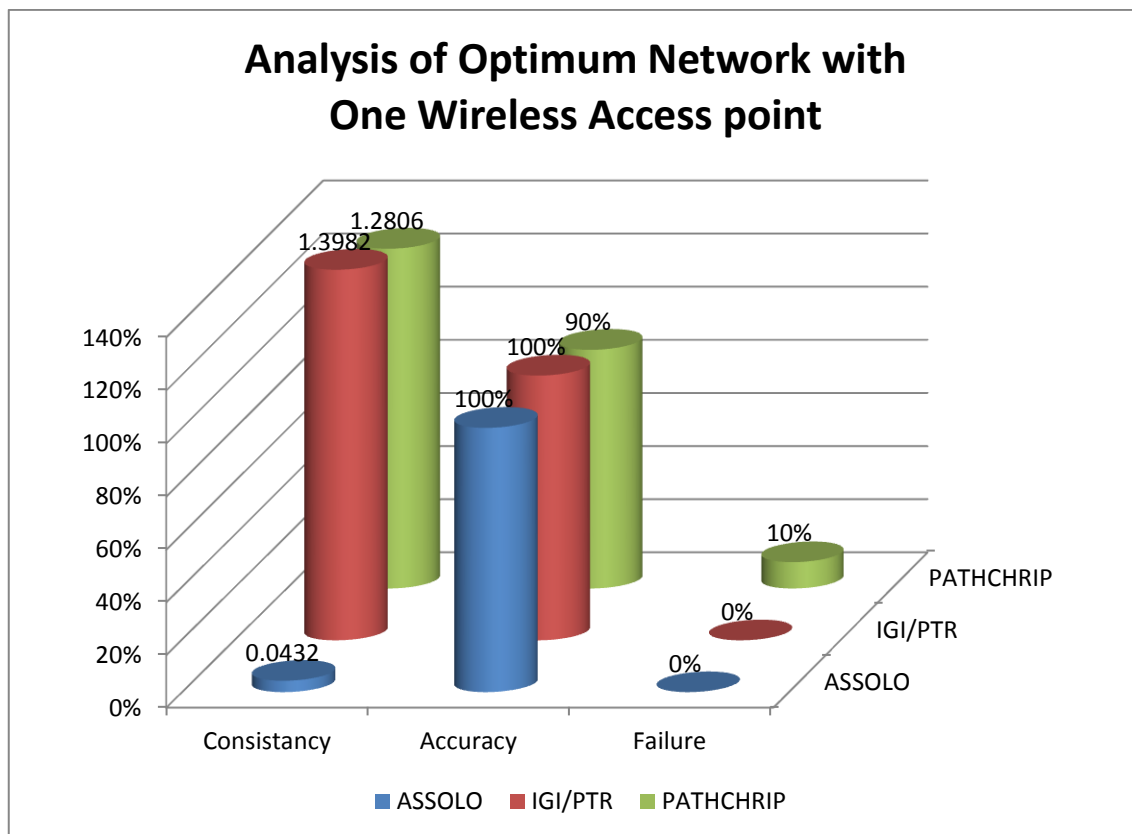 Analysis of Optimum Network with
One Wireless Access point
1.2806
1.3982
90%
100%
100%
10%
0%
0%
0.0432
140%
120%
100%
80%
60%
40%
20%
0%
PATHCHRIP
IGI/PTR
ASSOLO
Consistancy Accuracy Failure
ASSOLO IGI/PTR PATHCHRIP